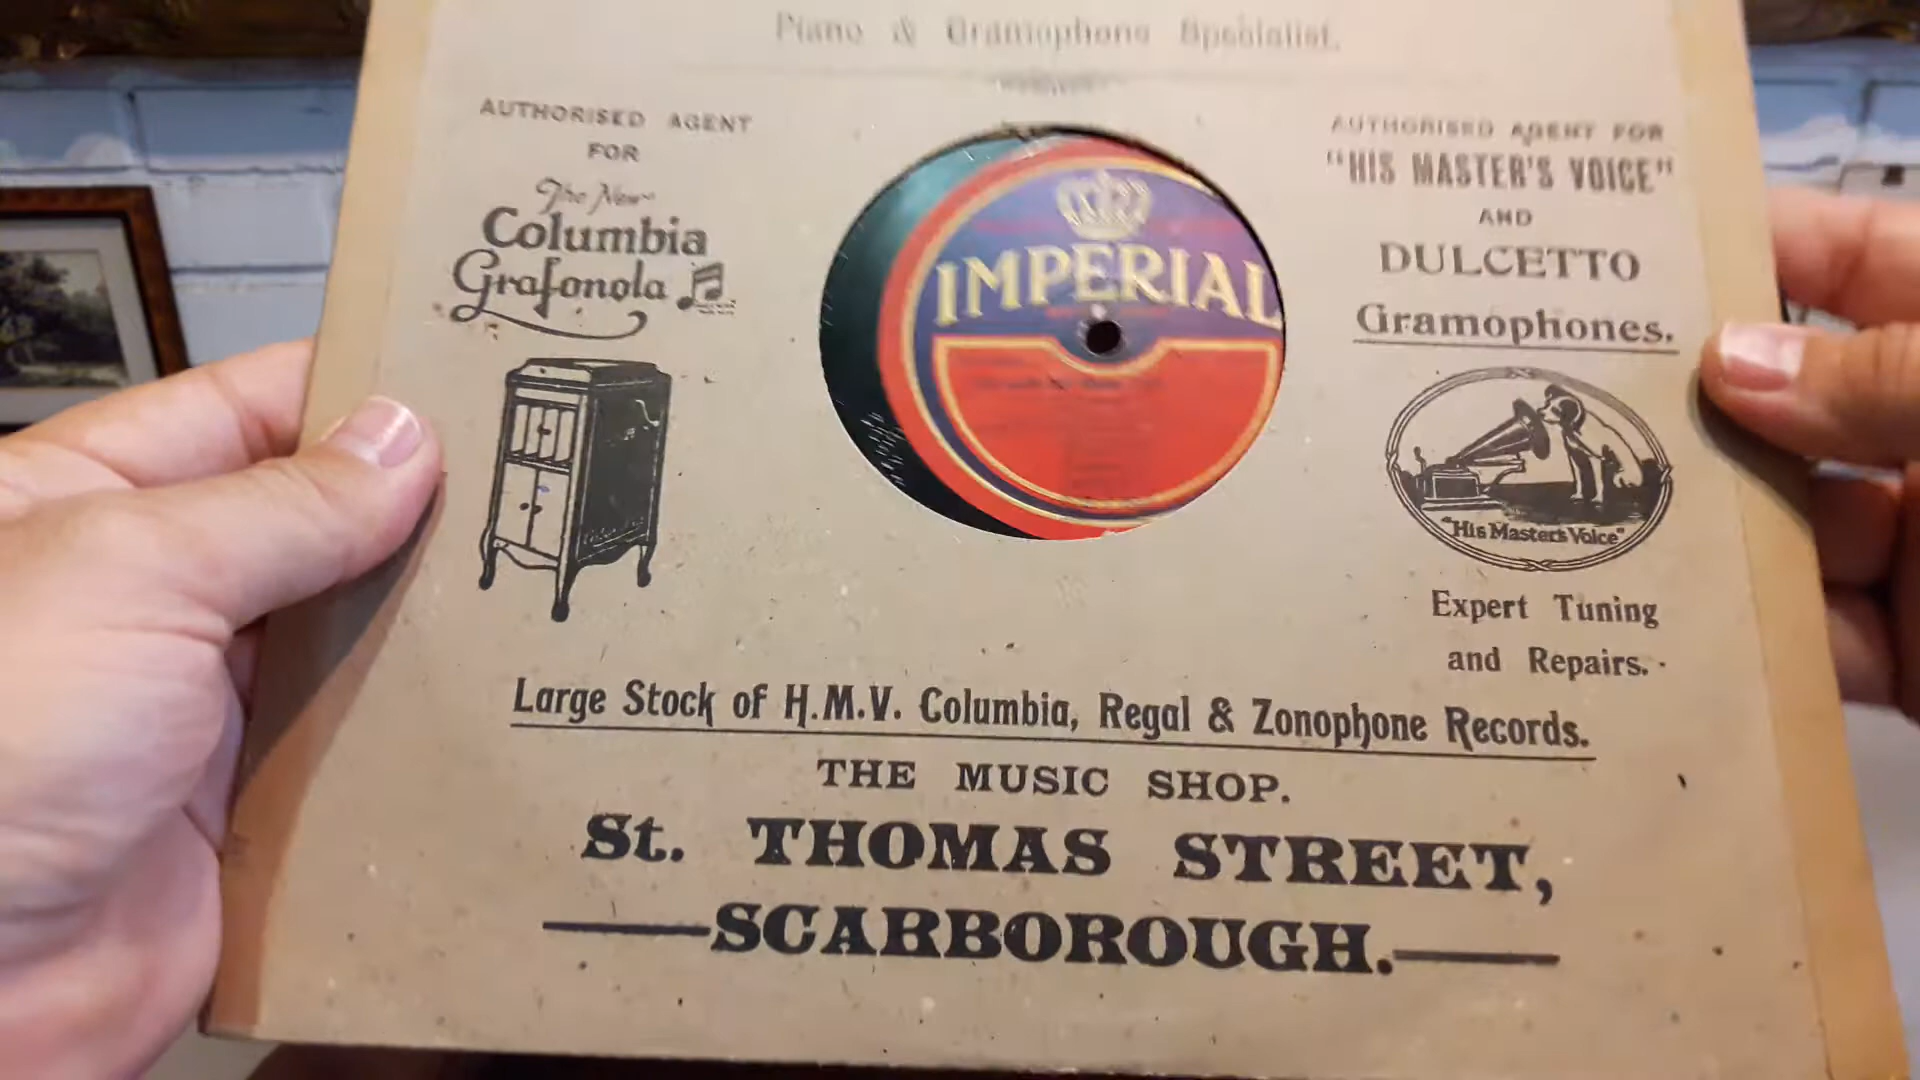 Piano & Gramophone Specialist.
AUTHORISED AGENT
FOR
The New
Columbia
Grafonola
IMPERIAL
AUTHORISED AGENT FOR
"HIS MASTER'S VOICE"
AND
DULCETTO
Gramophones.
"His Master's Voice"
Expert Tuning
and Repairs.
Large Stock of H.M.V. Columbia, Regal & Zonophone Records.
THE MUSIC SHOP.
St. THOMAS STREET,
SCARBOROUGH.